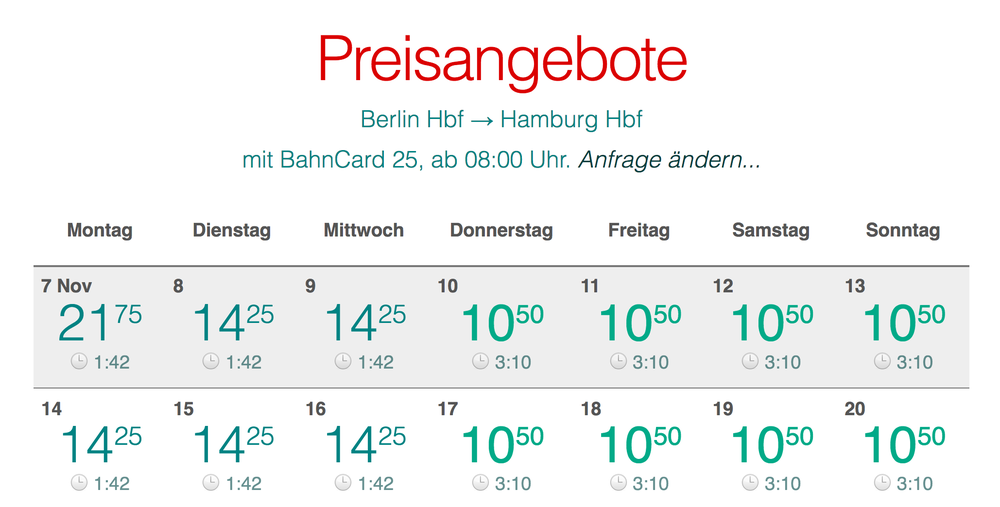 Preisangebote
Berlin Hbf → Hamburg Hbf
mit BahnCard 25, ab 08:00 Uhr. Anfrage ändern...
Montag Dienstag Mittwoch Donnerstag Freitag Samstag Sonntag
7 Nov 8 9 10 11 12 13
21 75 14 25 14 25 10 50 10 50 10 50 10 50
1:42 1:42 1:42 3:10 3:10 3:10 3:10
14 15 16 17 18 19 20
14 25 14 25 14 25 10 50 10 50 10 50 10 50
1:42 1:42 1:42 3:10 3:10 3:10 3:10